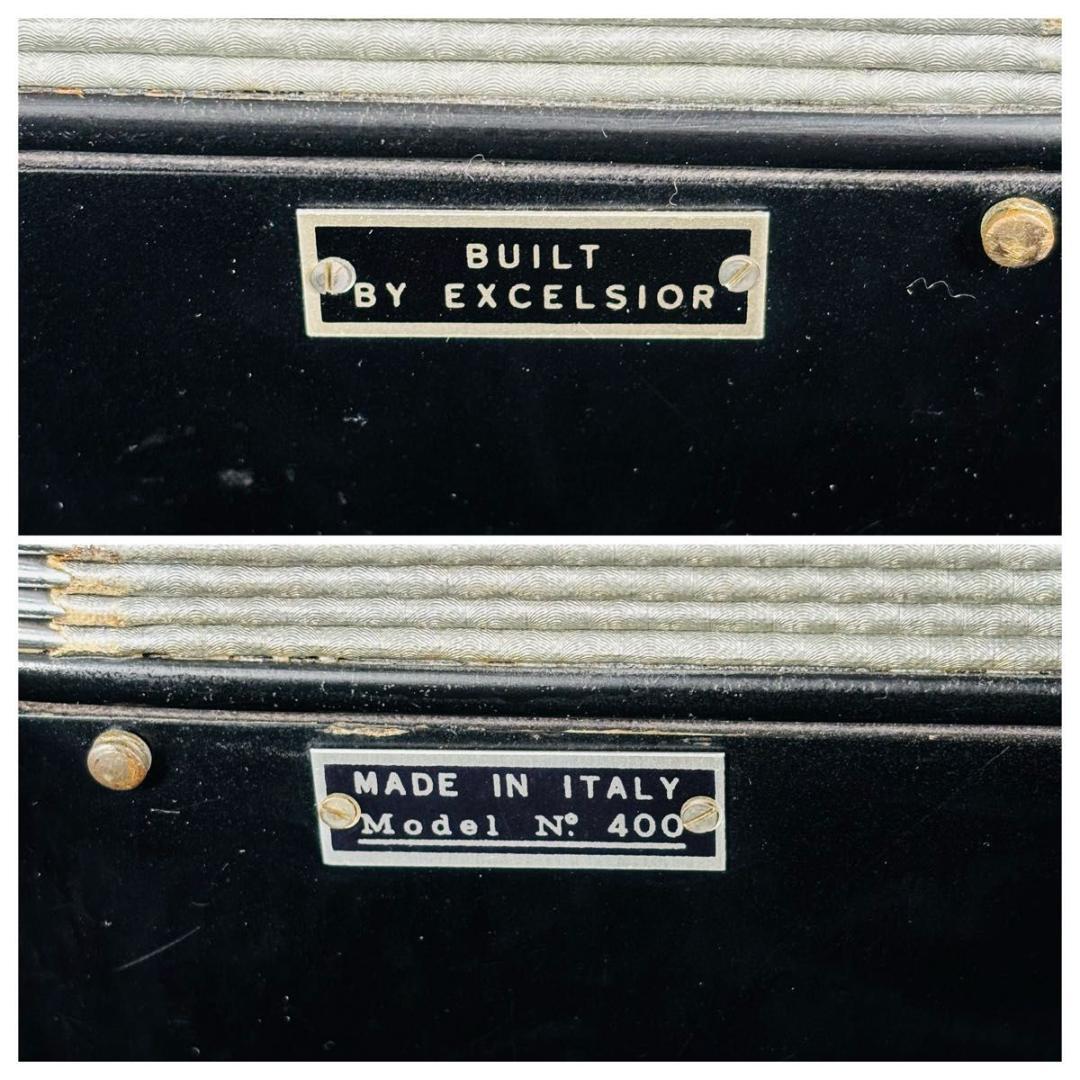 BUILT
BY EXCELSIOR
MADE IN ITALY
Model Nº. 400